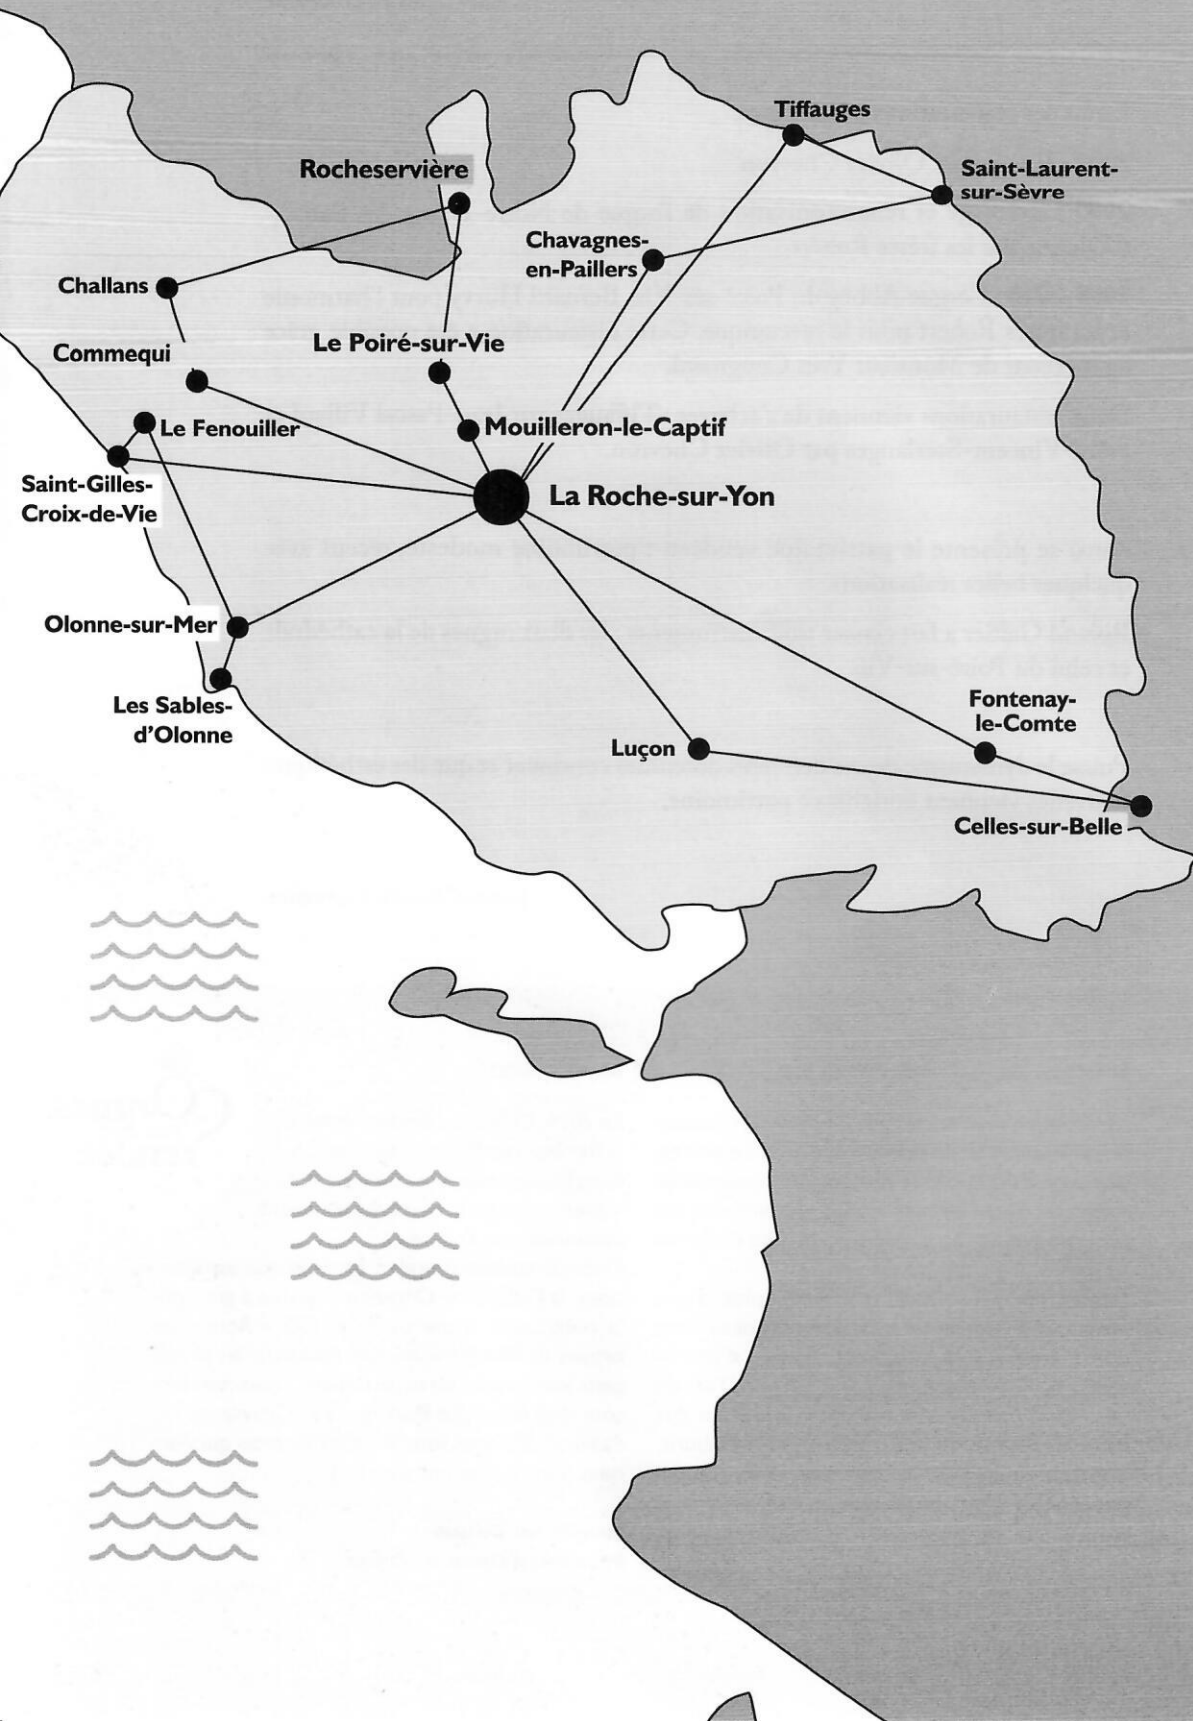 Tiffauges
Rocheservière
Saint-Laurent-
sur-Sèvre
Chavagnes-
en-Paillers
Challans
Le Poiré-sur-Vie
Commequi
Le Fenouiller
Mouilleron-le-Captif
Saint-Gilles-
Croix-de-Vie
La Roche-sur-Yon
Olonne-sur-Mer
Les Sables-
d'Olonne
Fontenay-
le-Comte
Luçon
Celles-sur-Belle